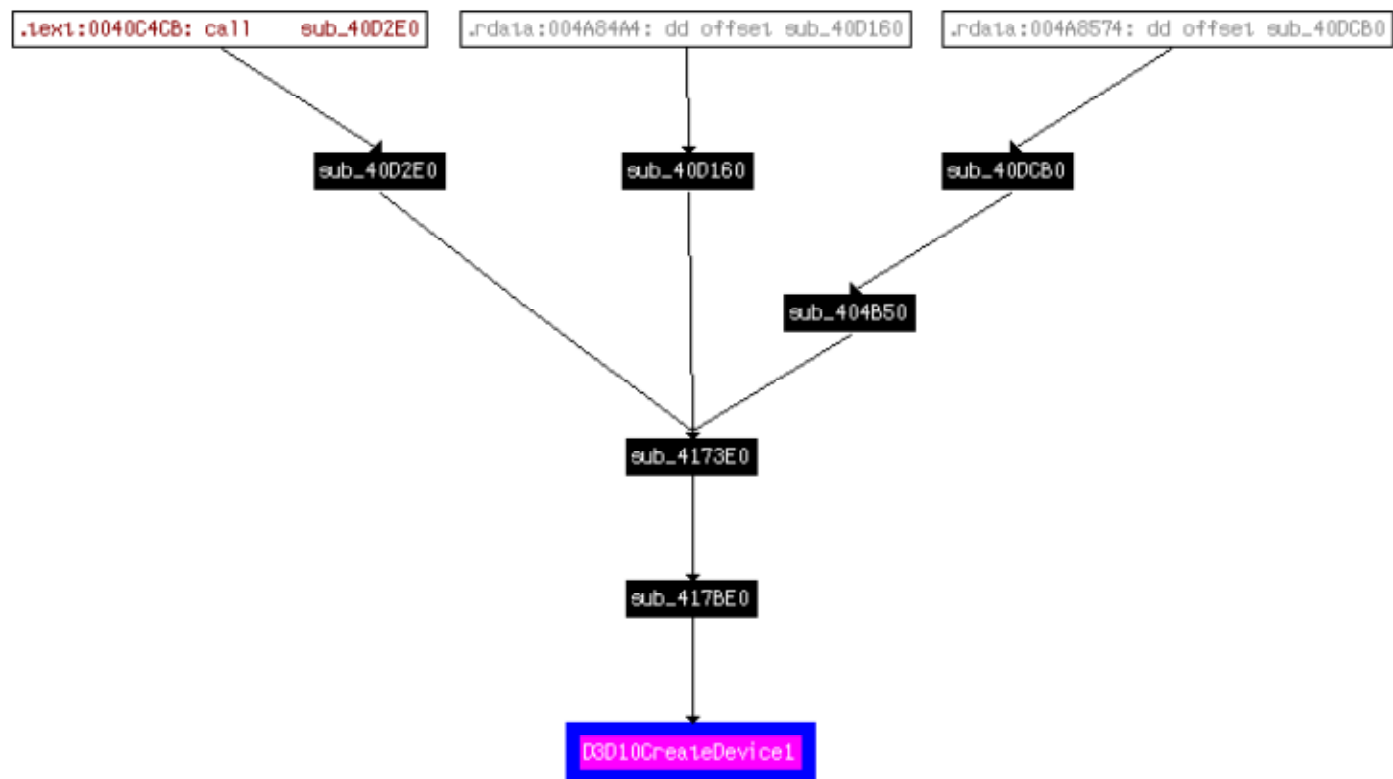 .text:0040C4CB: call    sub_40D2E0
.rdata:004A84A4: dd offset sub_40D160
.rdata:004A8574: dd offset sub_40DCB0
sub_40D2E0
sub_40D160
sub_40DCB0
sub_404B50
sub_4173E0
sub_417BE0
D3D10CreateDevice1